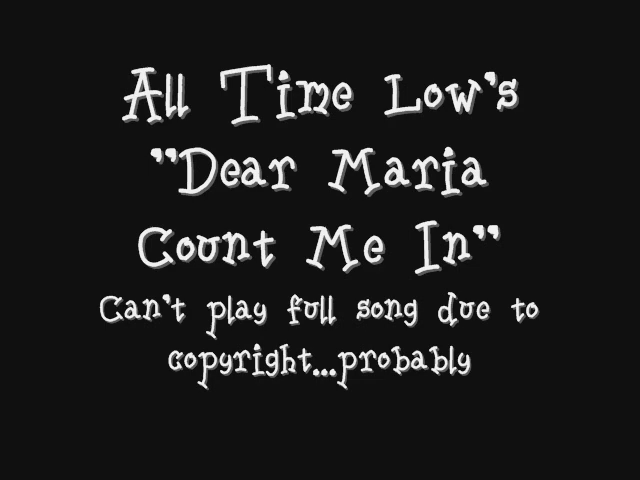 All Time Low's
"Dear Maria
Count Me In"
Can't play full song due to
copyright...probably